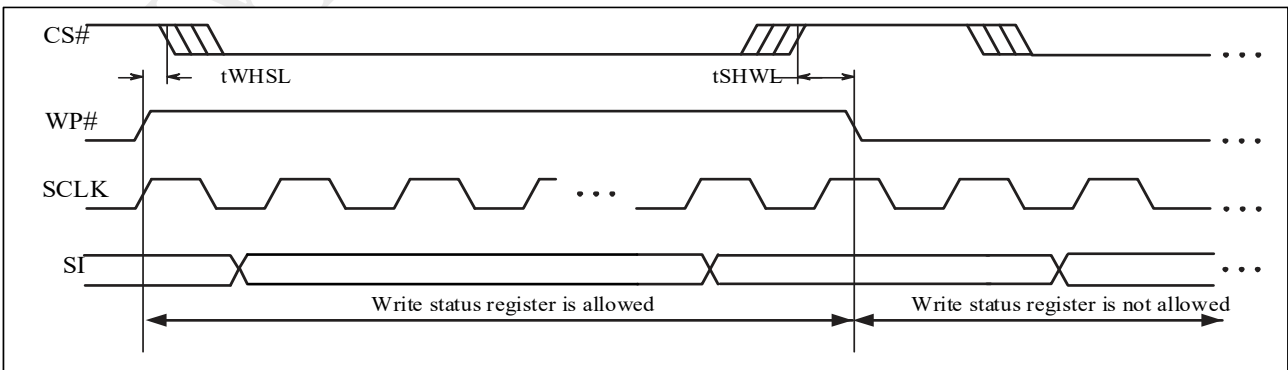 CS#
tWHSL
tSHWL
WP#
SCLK
SI
Write status register is allowed
Write status register is not allowed